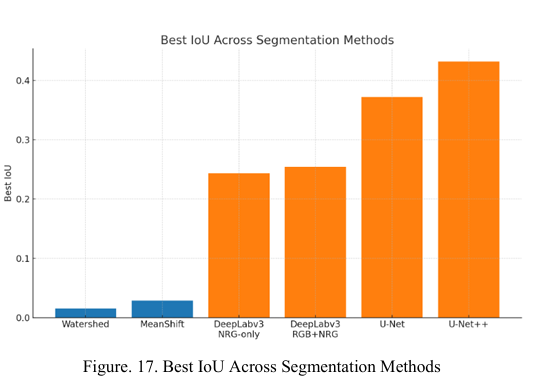 Best IoU Across Segmentation Methods
Best IoU
0.4
0.3
0.2
0.1
0.0
Watershed MeanShift DeepLabv3 DeepLabv3 U-Net U-Net++
NRG-only RGB+NRG
Figure. 17. Best IoU Across Segmentation Methods